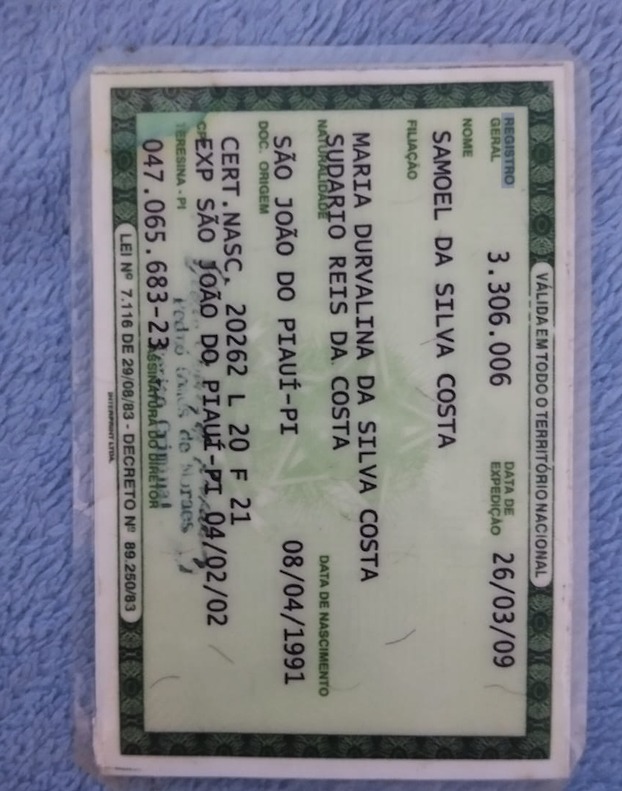 VÁLIDA EM TODO O TERRITÓRIO NACIONAL
REGISTRO GERAL 3.306.006 DATA DE EXPEDIÇÃO 26/03/09
NOME
SAMOEL DA SILVA COSTA
FILIAÇÃO
MARIA DURVALINA DA SILVA COSTA
SUDARIO REIS DA COSTA
NATURALIDADE DATA DE NASCIMENTO
SÃO JOÃO DO PIAUÍ-PI 08/04/1991
DOC. ORIGEM
CERT.NASC. 20262 L 20 F 21
EXP SÃO JOÃO DO PIAUÍ-PI 04/02/02
CPF
TERESINA - PI
047.065.683-23
ASSINATURA DO DIRETOR
LEI Nº 7.116 DE 29/08/83 - DECRETO Nº 89.250/83
INTERPRINT LTDA.